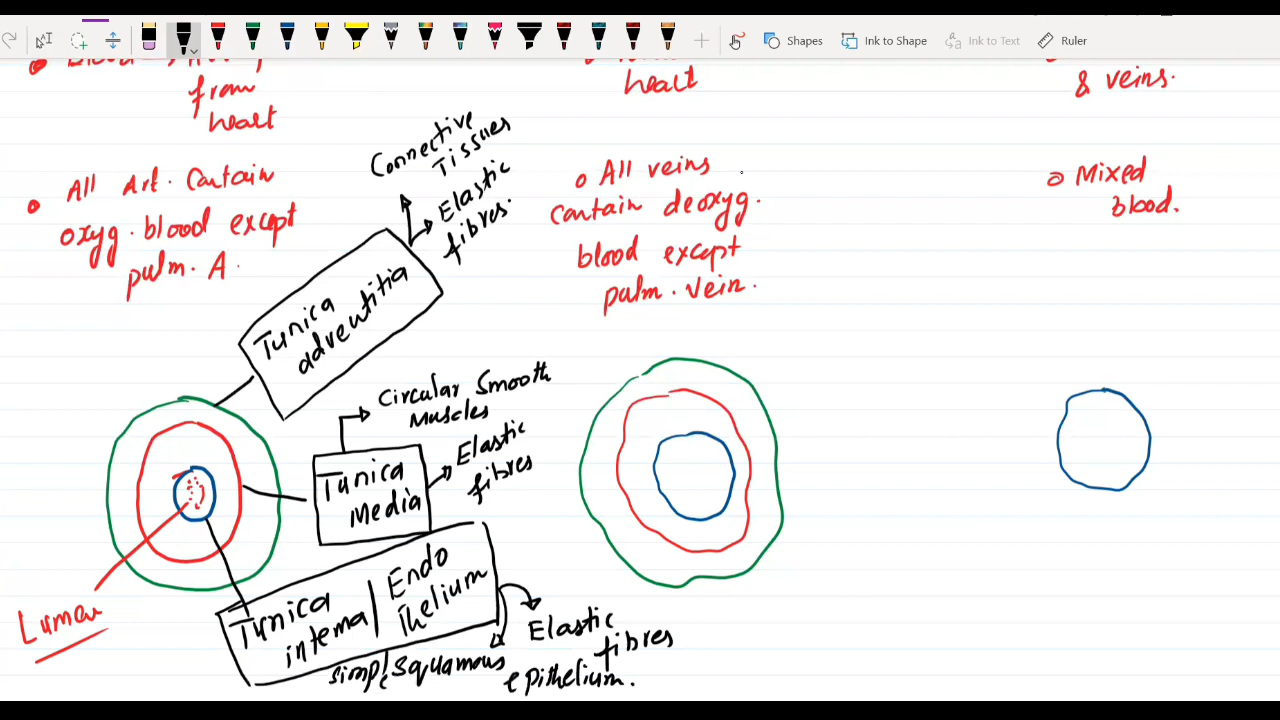 Shapes
Ink to Shape
Ink to Text
Ruler
from
heart
heart
& veins.
All Art. Contain
oxyg. blood except
pulm. A.
Connective
Tissues
Elastic
fibres.
All veins
contain deoxyg.
blood except
pulm. vein.
Mixed
blood.
Tunica
adventitia
Circular Smooth
Muscles
Elastic
fibres
Tunica
Media
Tunica
interna
Endo
thelium
Lumen
Elastic
fibres
simple squamous
epithelium.